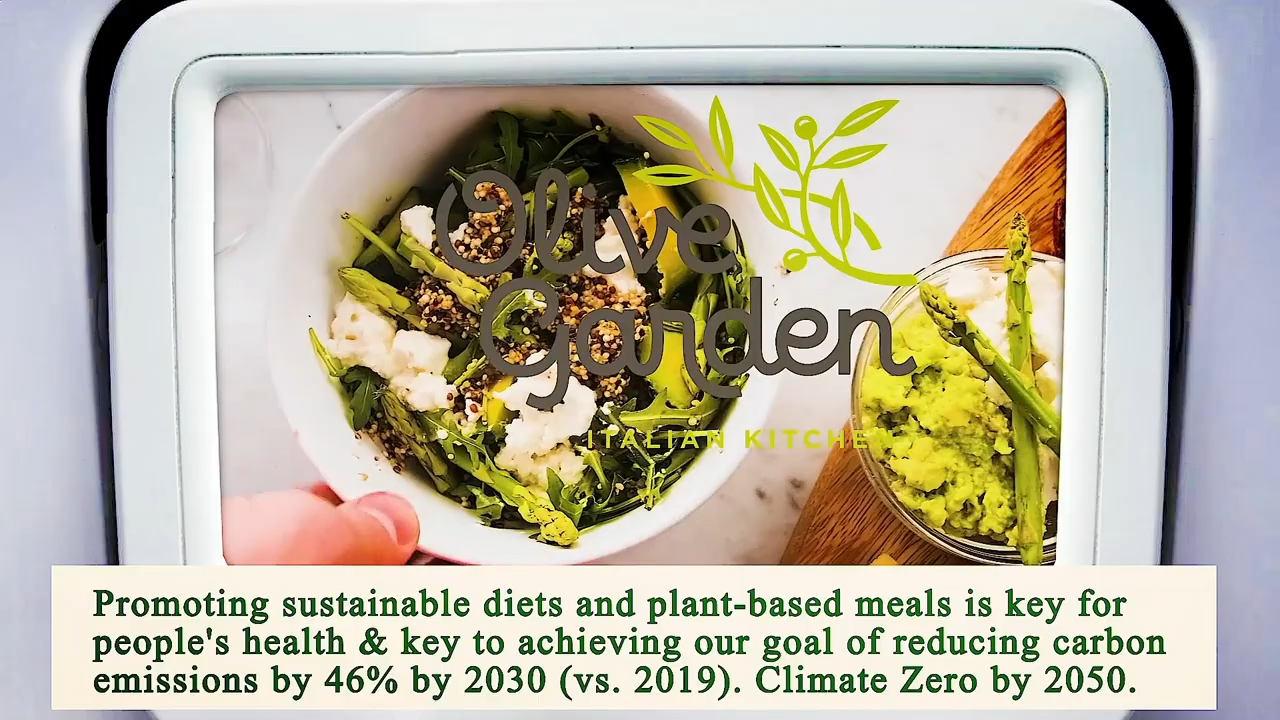 Olive
Garden
ITALIAN KITCHEN
Promoting sustainable diets and plant-based meals is key for
people's health & key to achieving our goal of reducing carbon
emissions by 46% by 2030 (vs. 2019). Climate Zero by 2050.